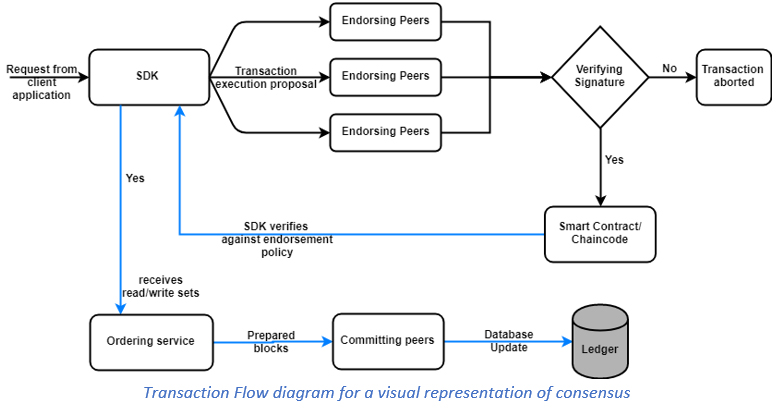 Request from
client
application
SDK
Transaction
execution proposal
Endorsing Peers
Endorsing Peers
Endorsing Peers
Verifying
Signature
No
Transaction
aborted
Yes
Smart Contract/
Chaincode
SDK verifies
against endorsement
policy
Yes
receives
read/write sets
Ordering service
Prepared
blocks
Committing peers
Database
Update
Ledger
Transaction Flow diagram for a visual representation of consensus